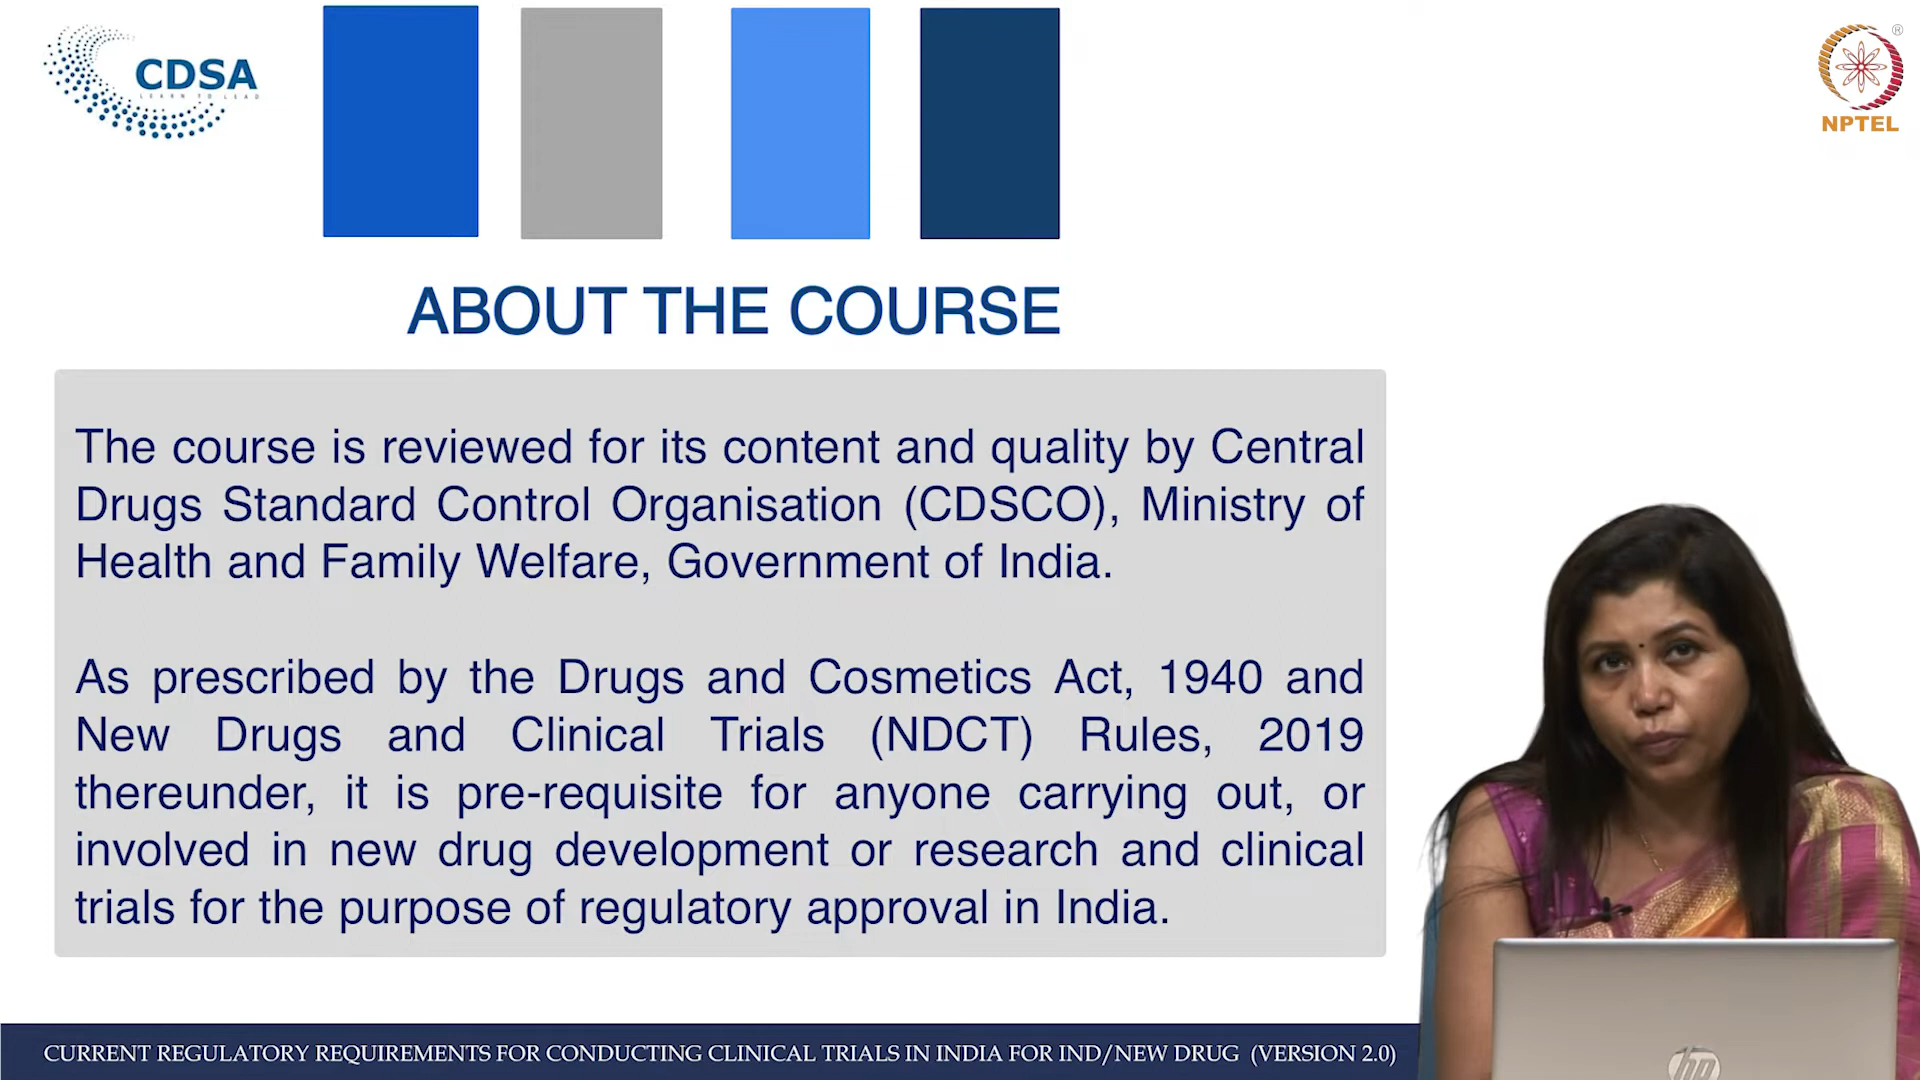 CDSA
LEARN TO LEAD
®
NPTEL
ABOUT THE COURSE
The course is reviewed for its content and quality by Central
Drugs Standard Control Organisation (CDSCO), Ministry of
Health and Family Welfare, Government of India.
As prescribed by the Drugs and Cosmetics Act, 1940 and
New Drugs and Clinical Trials (NDCT) Rules, 2019
thereunder, it is pre-requisite for anyone carrying out, or
involved in new drug development or research and clinical
trials for the purpose of regulatory approval in India.
CURRENT REGULATORY REQUIREMENTS FOR CONDUCTING CLINICAL TRIALS IN INDIA FOR IND/NEW DRUG (VERSION 2.0)
hp